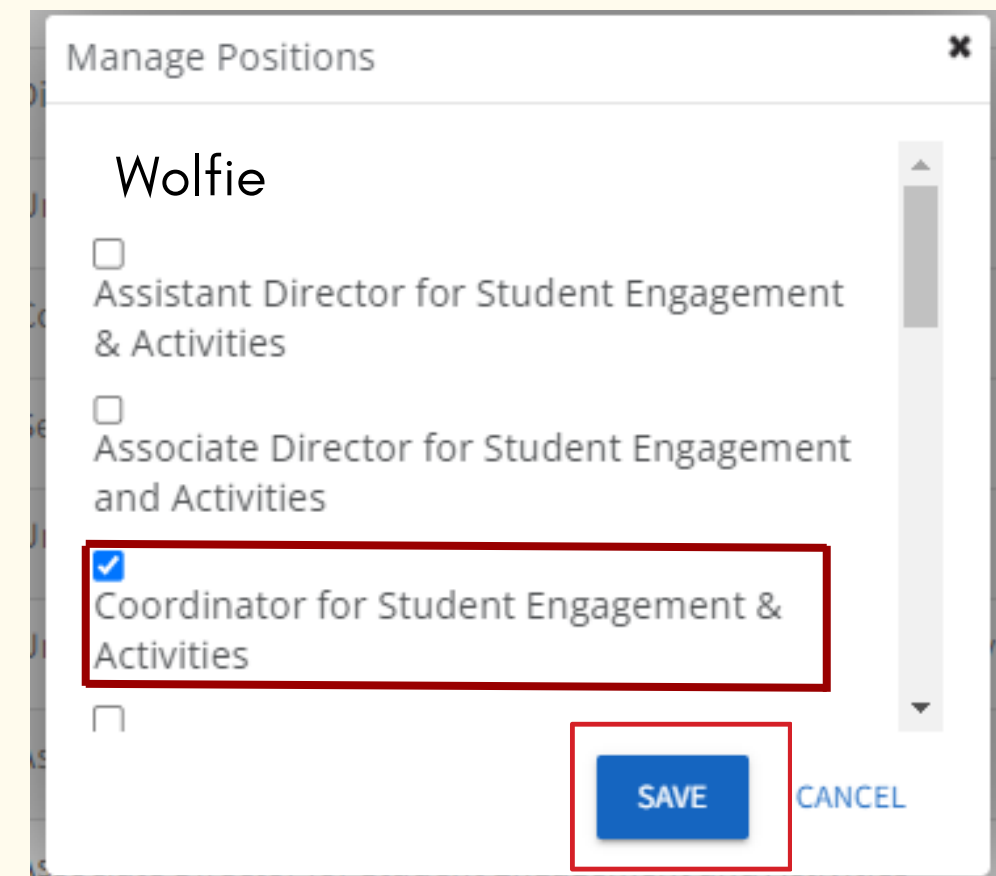 Manage Positions
Wolfie
Assistant Director for Student Engagement
& Activities
Associate Director for Student Engagement
and Activities
Coordinator for Student Engagement &
Activities
SAVE
CANCEL